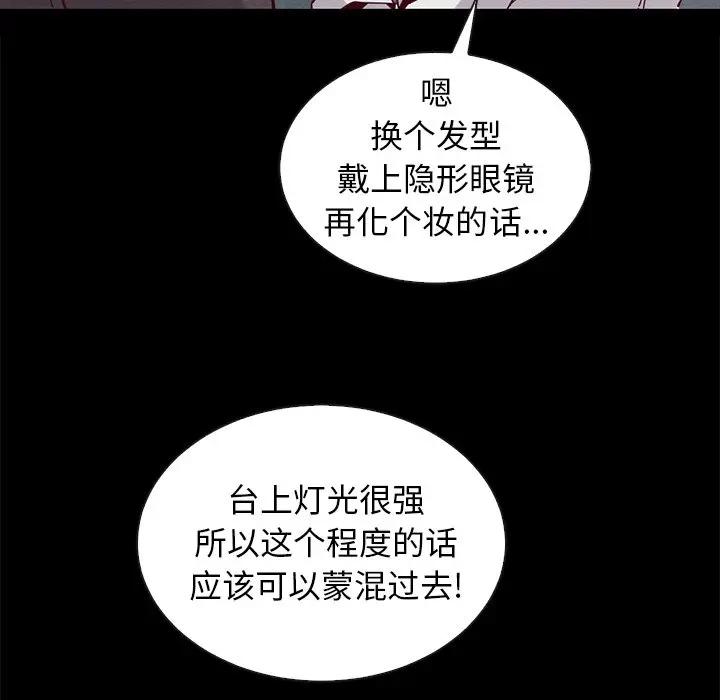 嗯
换个发型
戴上隐形眼镜
再化个妆的话...
台上灯光很强
所以这个程度的话
应该可以蒙混过去!